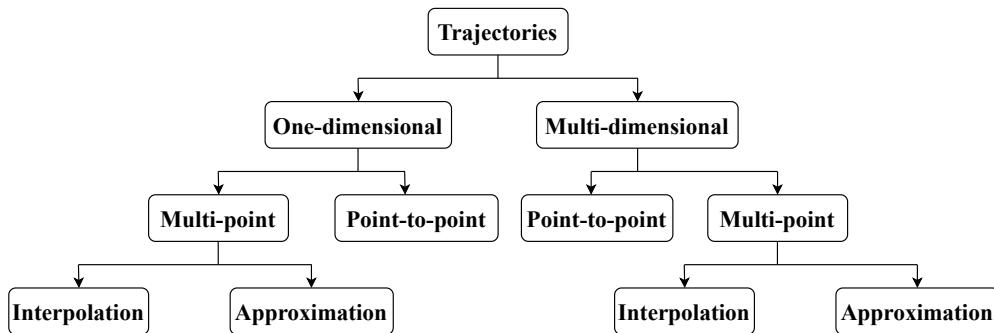 Trajectories
One-dimensional
Multi-dimensional
Multi-point
Point-to-point
Point-to-point
Multi-point
Interpolation
Approximation
Interpolation
Approximation